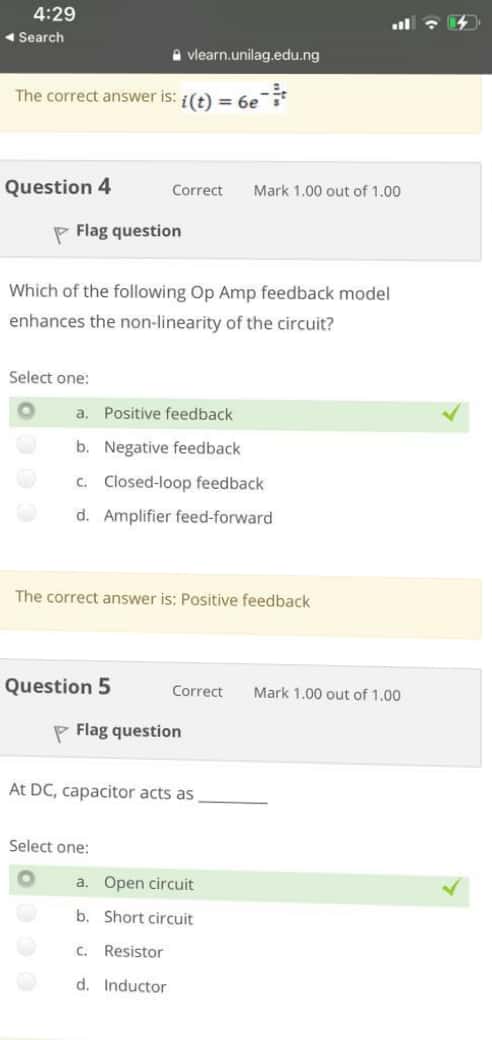 4:29
◄ Search
vlearn.unilag.edu.ng
The correct answer is: i(t) = 6e
Question 4 Correct Mark 1.00 out of 1.00
Flag question
Which of the following Op Amp feedback model
enhances the non-linearity of the circuit?
Select one:
a. Positive feedback
b. Negative feedback
c. Closed-loop feedback
d. Amplifier feed-forward
The correct answer is: Positive feedback
Question 5 Correct Mark 1.00 out of 1.00
Flag question
At DC, capacitor acts as ________
Select one:
a. Open circuit
b. Short circuit
c. Resistor
d. Inductor